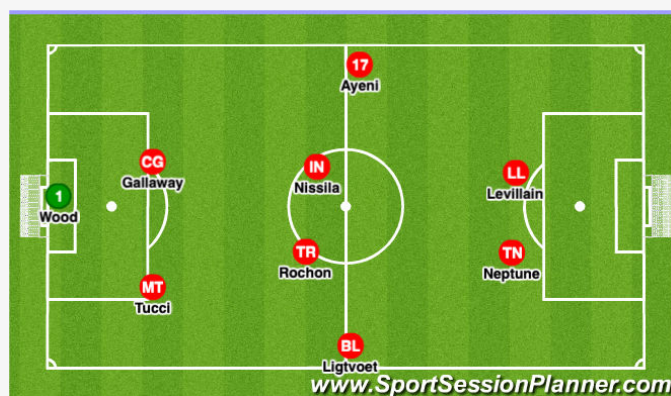 17
Ayeni
CG
Gallaway
IN
Nissila
LL
Levillain
1
Wood
TR
Rochon
TN
Neptune
MT
Tucci
BL
Ligtvoet
www.SportSessionPlanner.com